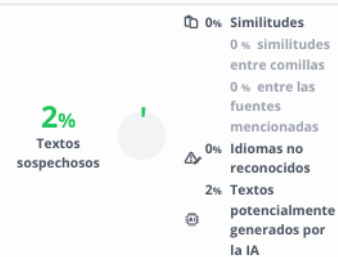 2%
Textos
sospechosos
0% Similitudes
0 % similitudes
entre comillas
0 % entre las
fuentes
mencionadas
0% Idiomas no
reconocidos
2% Textos
potencialmente
generados por
la IA